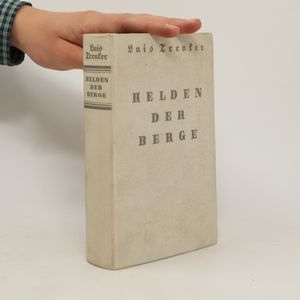 Luis
Trenker
HELDEN
DER
BERGE
Luis Trenker
HELDEN
DER
BERGE